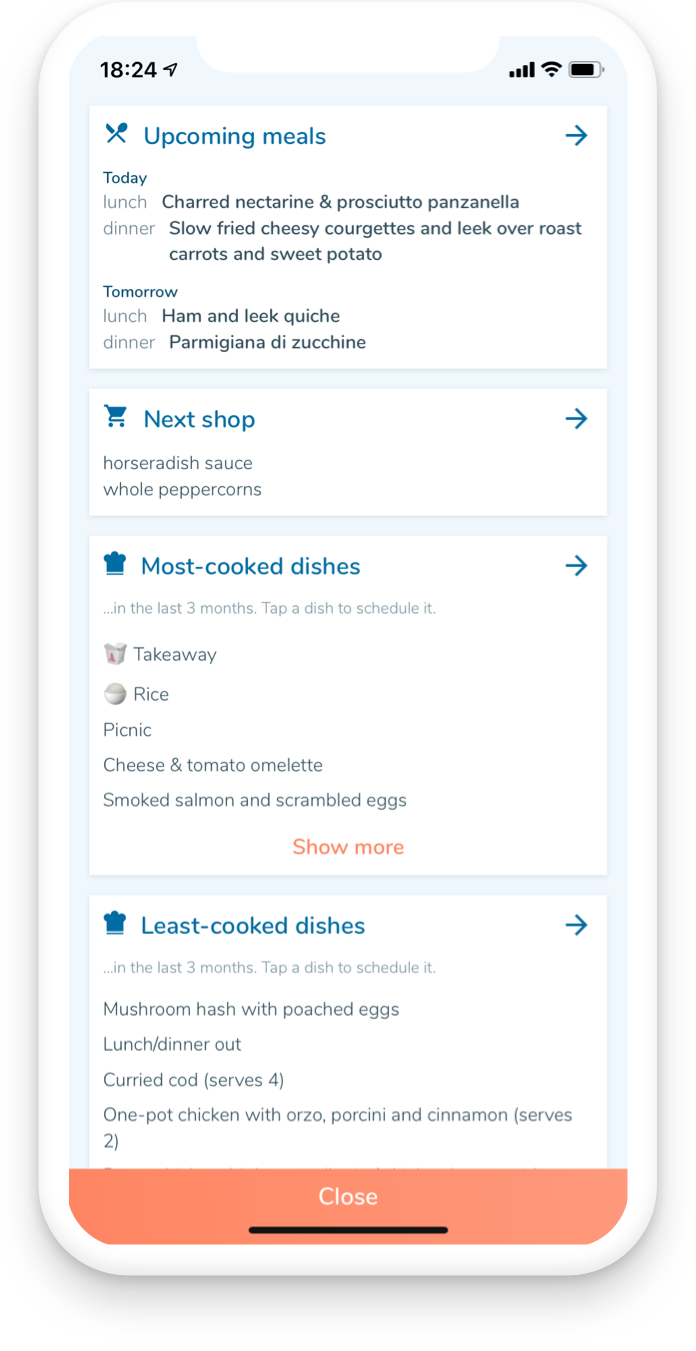 18:24
Upcoming meals
Today
lunch Charred nectarine & prosciutto panzanella
dinner Slow fried cheesy courgettes and leek over roast
carrots and sweet potato
Tomorrow
lunch Ham and leek quiche
dinner Parmigiana di zucchine
Next shop
horseradish sauce
whole peppercorns
Most-cooked dishes
...in the last 3 months. Tap a dish to schedule it.
Takeaway
Rice
Picnic
Cheese & tomato omelette
Smoked salmon and scrambled eggs
Show more
Least-cooked dishes
...in the last 3 months. Tap a dish to schedule it.
Mushroom hash with poached eggs
Lunch/dinner out
Curried cod (serves 4)
One-pot chicken with orzo, porcini and cinnamon (serves
2)
Close